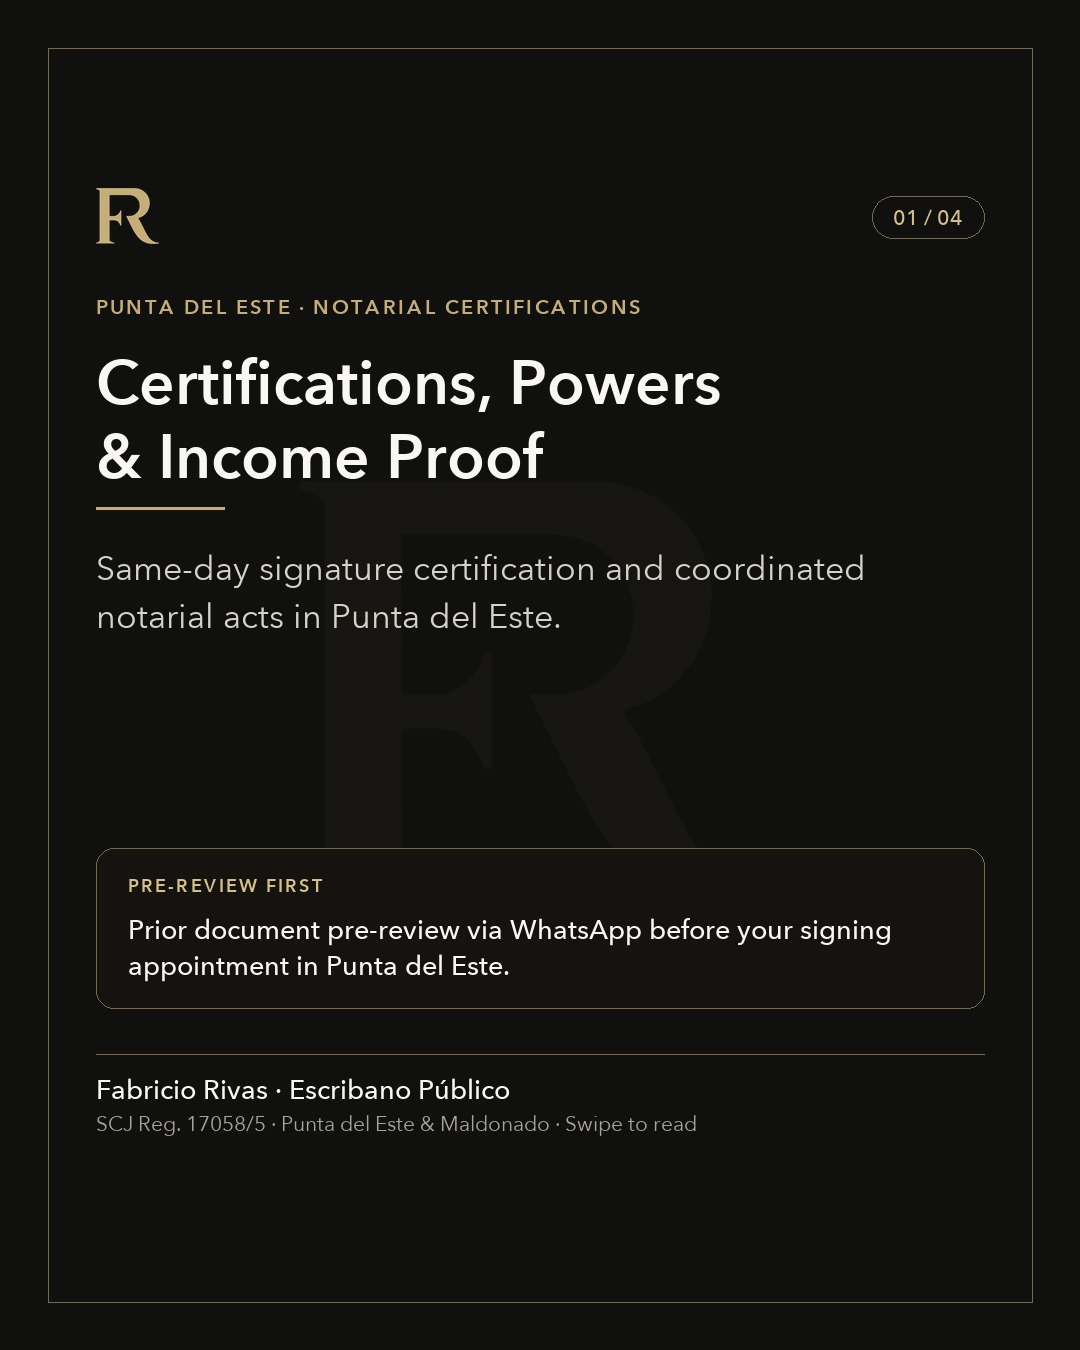 R
01 / 04
PUNTA DEL ESTE · NOTARIAL CERTIFICATIONS
Certifications, Powers
& Income Proof
Same-day signature certification and coordinated
notarial acts in Punta del Este.
PRE-REVIEW FIRST
Prior document pre-review via WhatsApp before your signing
appointment in Punta del Este.
Fabricio Rivas · Escribano Público
SCJ Reg. 17058/5 · Punta del Este & Maldonado · Swipe to read